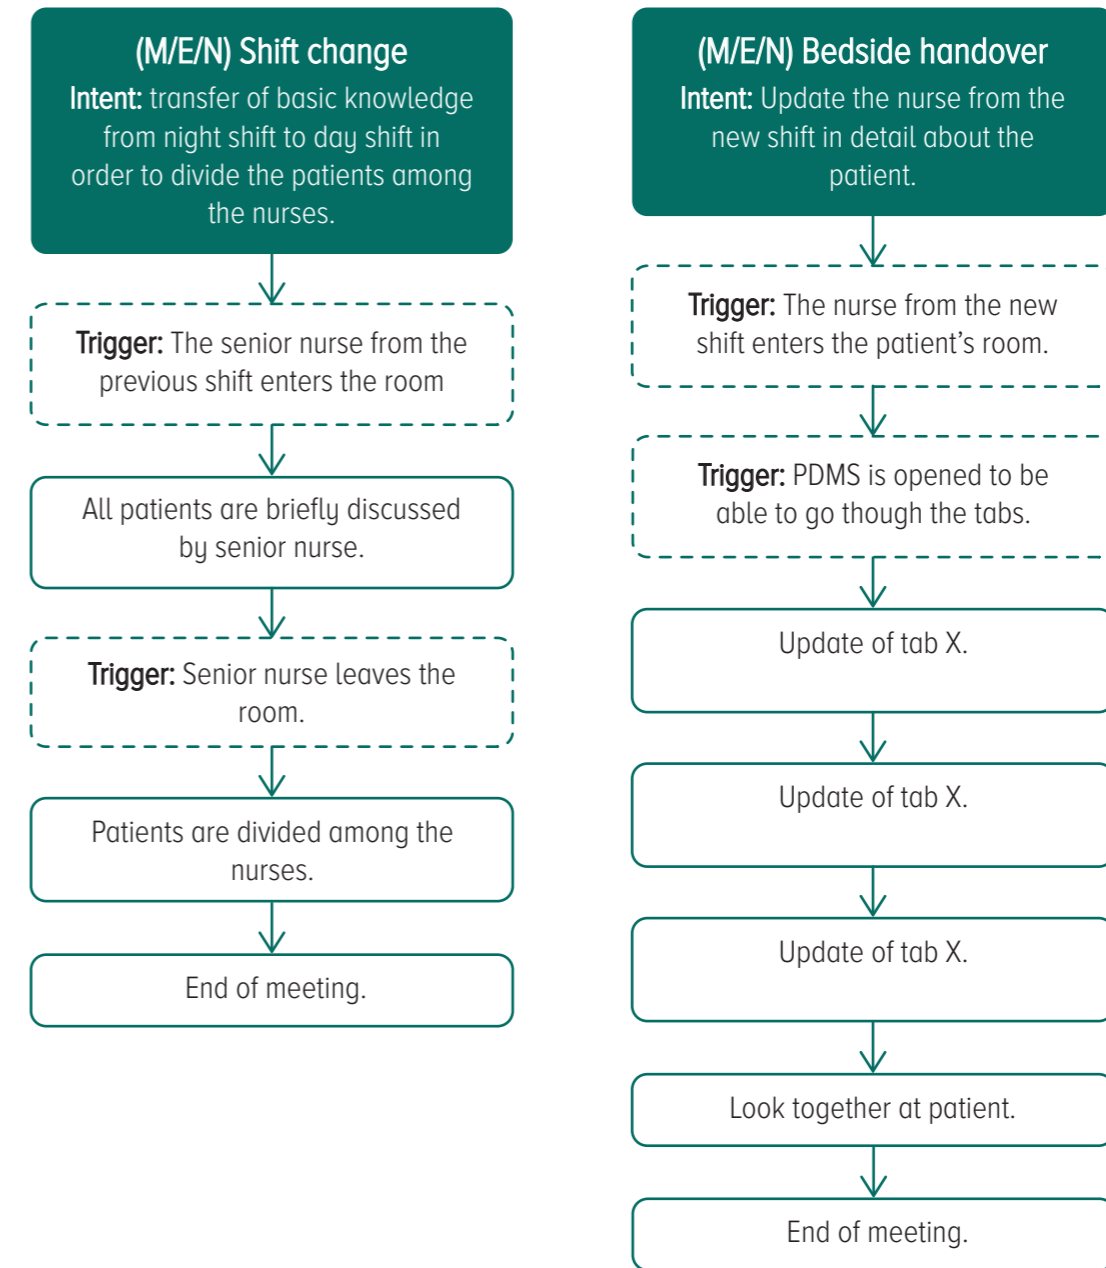 (M/E/N) Shift change
Intent: transfer of basic knowledge
from night shift to day shift in
order to divide the patients among
the nurses.
Trigger: The senior nurse from the
previous shift enters the room
All patients are briefly discussed
by senior nurse.
Trigger: Senior nurse leaves the
room.
Patients are divided among the
nurses.
End of meeting.
(M/E/N) Bedside handover
Intent: Update the nurse from the
new shift in detail about the
patient.
Trigger: The nurse from the new
shift enters the patient’s room.
Trigger: PDMS is opened to be
able to go though the tabs.
Update of tab X.
Update of tab X.
Update of tab X.
Look together at patient.
End of meeting.